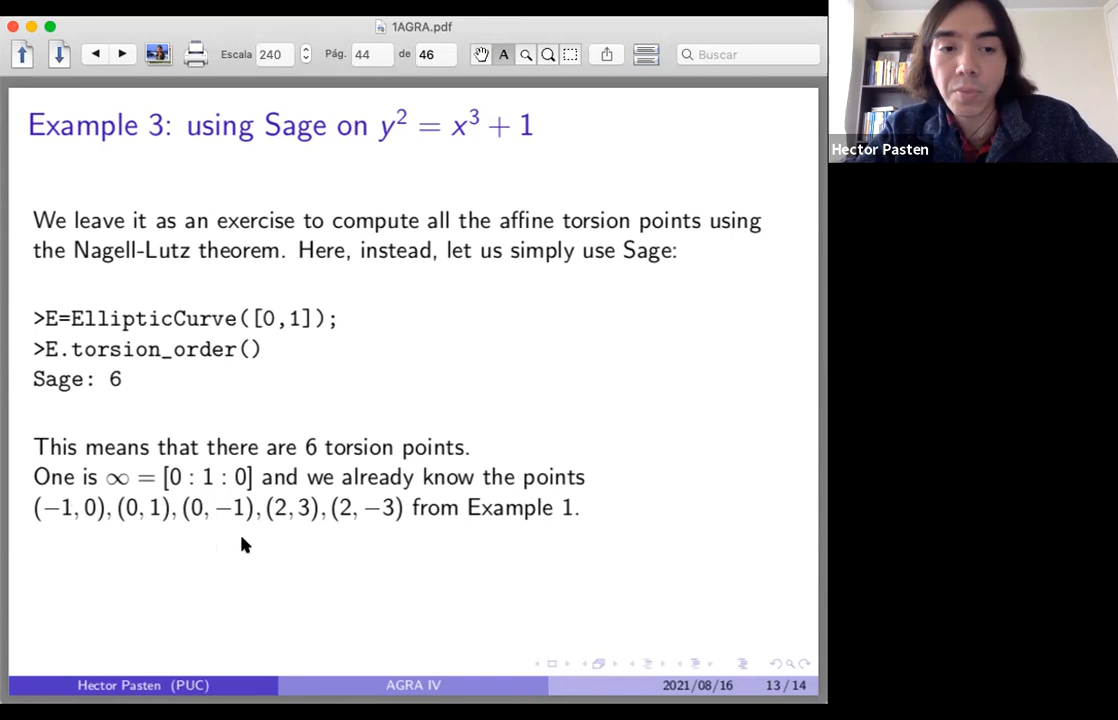 1AGRA.pdf
Escala 240 Pág. 44 de 46 A Buscar
Example 3: using Sage on y² = x³ + 1
We leave it as an exercise to compute all the affine torsion points using
the Nagell-Lutz theorem. Here, instead, let us simply use Sage:
>E=EllipticCurve([0,1]);
>E.torsion_order()
Sage: 6
This means that there are 6 torsion points.
One is ∞ = [0 : 1 : 0] and we already know the points
(−1, 0), (0, 1), (0, −1), (2, 3), (2, −3) from Example 1.
Hector Pasten (PUC) AGRA IV 2021/08/16 13 / 14
Hector Pasten